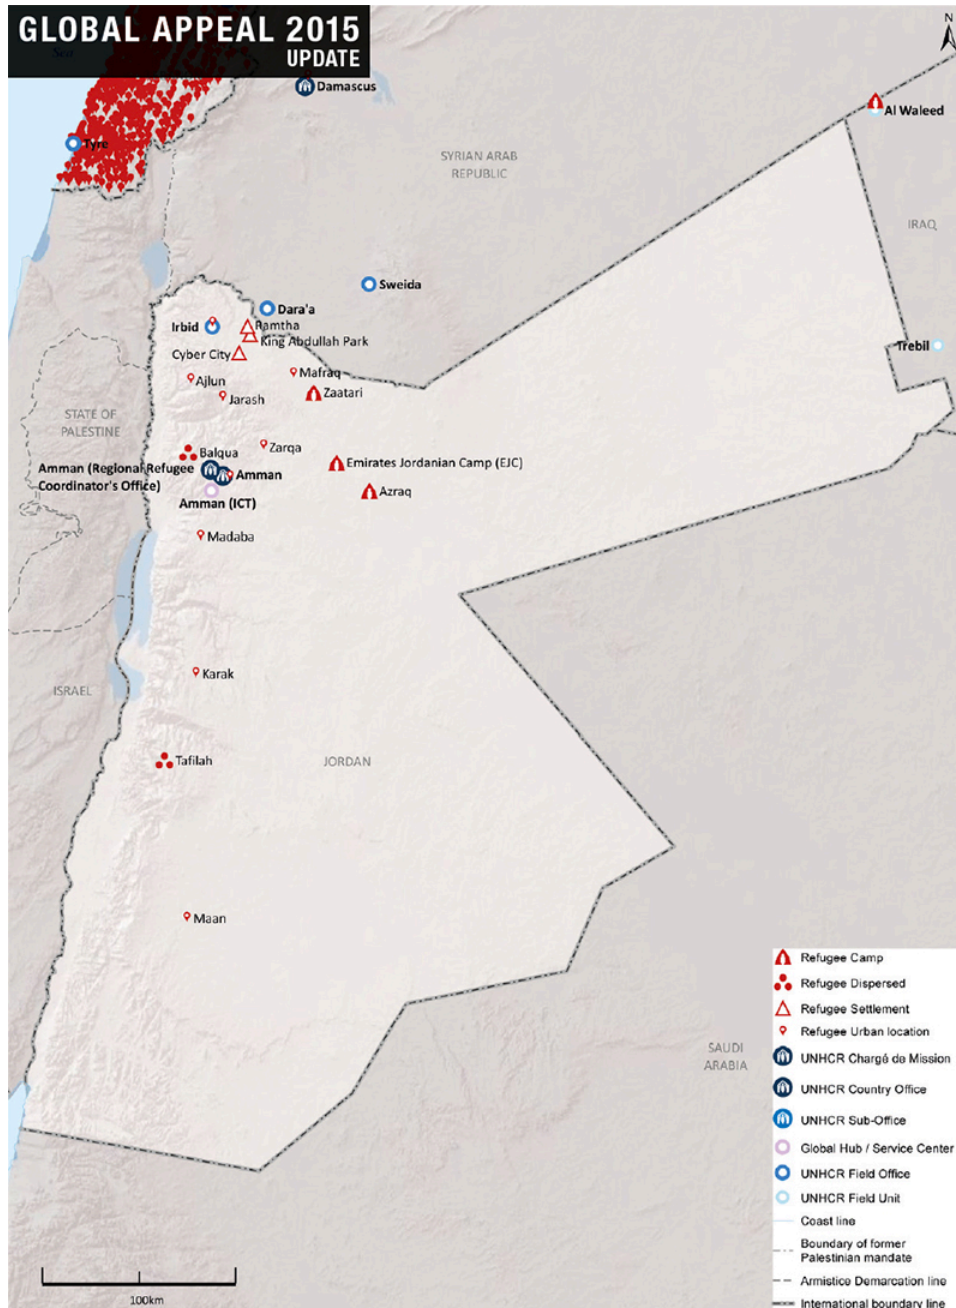 GLOBAL APPEAL 2015
UPDATE
N
Sea
Damascus
Al Waleed
Tyre
SYRIAN ARAB
REPUBLIC
IRAQ
Sweida
Dara'a
Irbid
Ramtha
King Abdullah Park
Trebil
Cyber City
Mafraq
Ajlun
Zaatari
Jarash
STATE OF
PALESTINE
Zarqa
Balqua
Emirates Jordanian Camp (EJC)
Amman (Regional Refugee
Coordinator's Office)
Amman
Azraq
Amman (ICT)
Madaba
Karak
ISRAEL
Tafilah
JORDAN
Maan
SAUDI
ARABIA
Refugee Camp
Refugee Dispersed
Refugee Settlement
Refugee Urban location
UNHCR Chargé de Mission
UNHCR Country Office
UNHCR Sub-Office
Global Hub / Service Center
UNHCR Field Office
UNHCR Field Unit
Coast line
Boundary of former
Palestinian mandate
Armistice Demarcation line
International boundary line
100km